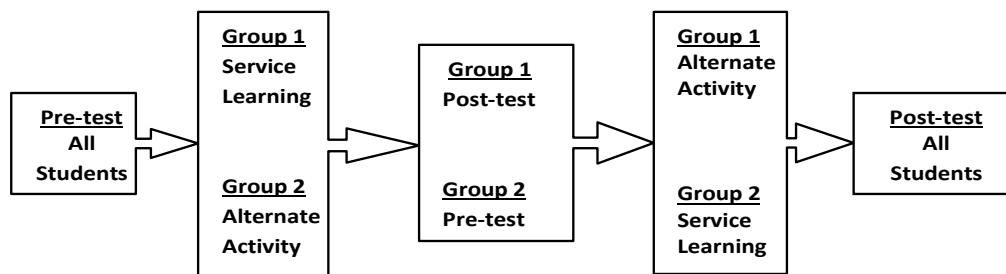 Pre-test
All
Students
Group 1
Service
Learning
Group 2
Alternate
Activity
Group 1
Post-test
Group 2
Pre-test
Group 1
Alternate
Activity
Group 2
Service
Learning
Post-test
All
Students